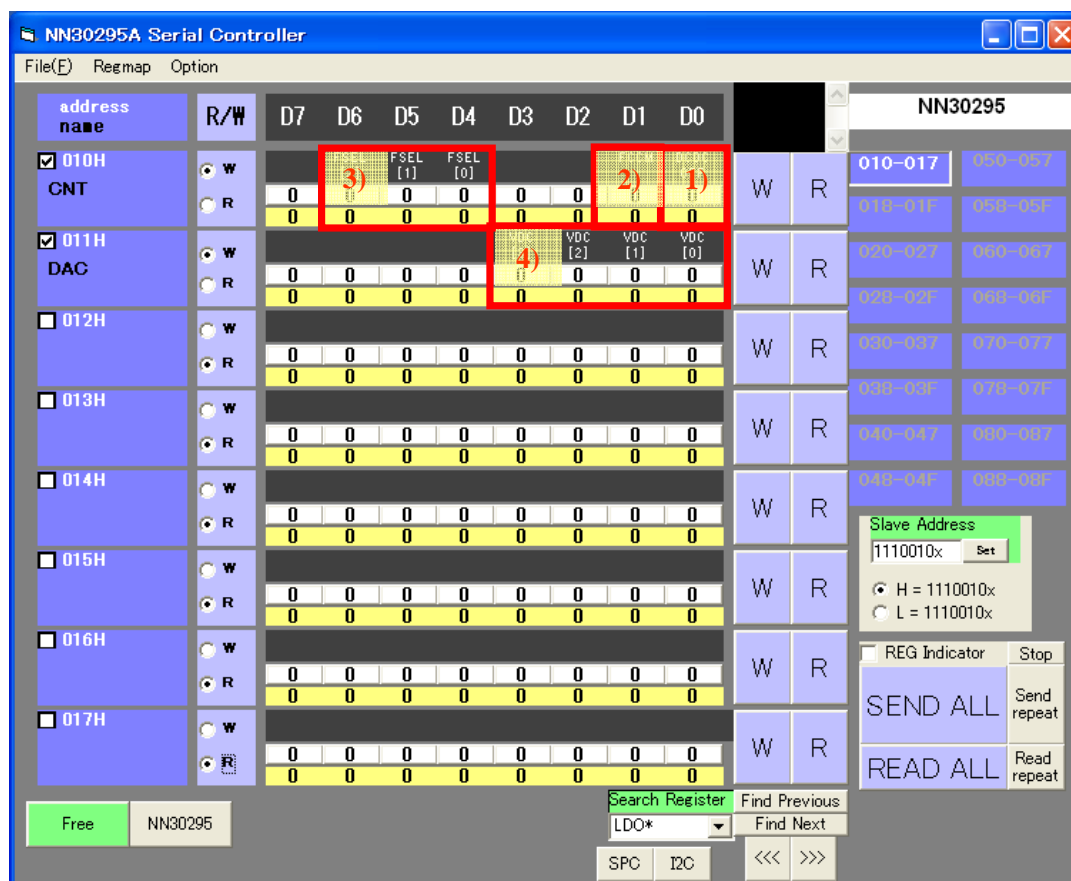 NN30295A Serial Controller
File(F) Regmap Option
address name R/W D7 D6 D5 D4 D3 D2 D1 D0 NN30295
010H CNT W R
FSEL [1] FSEL [0]
3) 2) 1)
0 0 0 0 0 0 0 0
0 0 0 0 0 0 0 0
W R
011H DAC W R
VDC [2] VDC [1] VDC [0]
4)
0 0 0 0 0 0 0 0
0 0 0 0 0 0 0 0
W R
012H W R
0 0 0 0 0 0 0 0
0 0 0 0 0 0 0 0
W R
013H W R
0 0 0 0 0 0 0 0
0 0 0 0 0 0 0 0
W R
014H W R
0 0 0 0 0 0 0 0
0 0 0 0 0 0 0 0
W R
015H W R
0 0 0 0 0 0 0 0
0 0 0 0 0 0 0 0
W R
016H W R
0 0 0 0 0 0 0 0
0 0 0 0 0 0 0 0
W R
017H W R
0 0 0 0 0 0 0 0
0 0 0 0 0 0 0 0
W R
010-017 050-057
018-01F 058-05F
020-027 060-067
028-02F 068-06F
030-037 070-077
038-03F 078-07F
040-047 080-087
048-04F 088-08F
Slave Address
1110010x Set
H = 1110010x
L = 1110010x
REG Indicator Stop
SEND ALL Send repeat
READ ALL Read repeat
Free NN30295
Search Register Find Previous
LDO* Find Next
SPC I2C <<< >>>